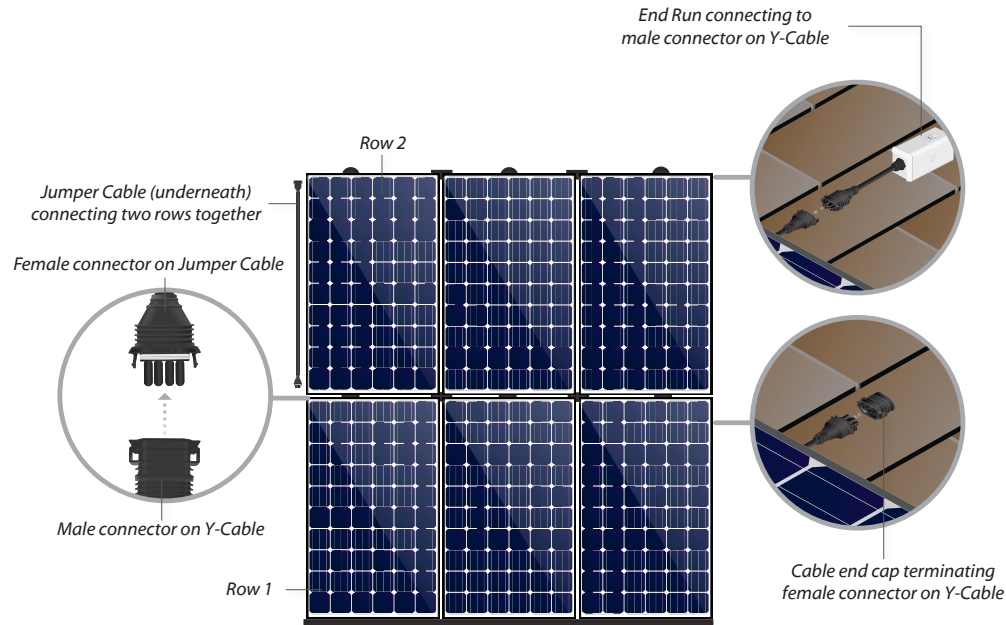 End Run connecting to
male connector on Y-Cable
Row 2
Jumper Cable (underneath)
connecting two rows together
Female connector on Jumper Cable
Male connector on Y-Cable
Row 1
Cable end cap terminating
female connector on Y-Cable